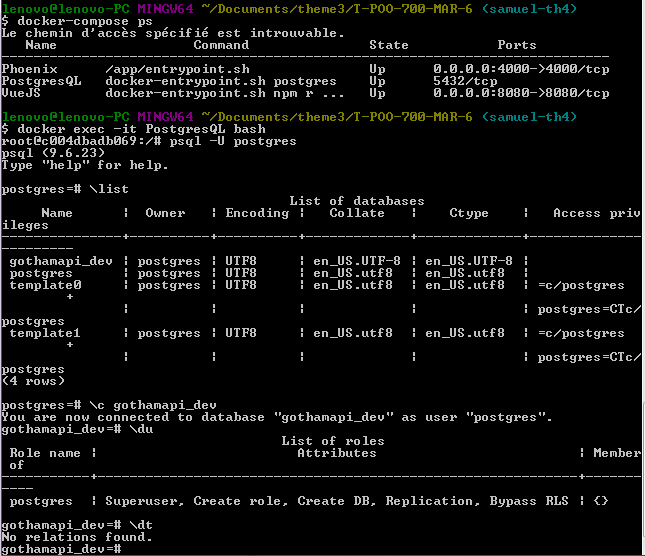 lenovo@lenovo-PC MINGW64 ~/Documents/theme3/T-POO-700-MAR-6 (samuel-th4)
$ docker-compose ps
Le chemin d'accès spécifié est introuvable.
Name Command State Ports
--------------------------------------------------------------------------------
Phoenix /app/entrypoint.sh Up 0.0.0.0:4000->4000/tcp
PostgresQL docker-entrypoint.sh postgres Up 5432/tcp
VueJS docker-entrypoint.sh npm r ... Up 0.0.0.0:8080->8080/tcp
lenovo@lenovo-PC MINGW64 ~/Documents/theme3/T-POO-700-MAR-6 (samuel-th4)
$ docker exec -it PostgresQL bash
root@c004dbadb069:/# psql -U postgres
psql (9.6.23)
Type "help" for help.
postgres=# \list
List of databases
Name | Owner | Encoding | Collate | Ctype | Access priv
ileges
---------------+----------+----------+------------+------------+---------------
---------
gothamapi_dev | postgres | UTF8 | en_US.UTF-8 | en_US.UTF-8 |
postgres | postgres | UTF8 | en_US.utf8 | en_US.utf8 |
template0 | postgres | UTF8 | en_US.utf8 | en_US.utf8 | =c/postgres
+
| | | | | postgres=CTc/
postgres
template1 | postgres | UTF8 | en_US.utf8 | en_US.utf8 | =c/postgres
+
| | | | | postgres=CTc/
postgres
(4 rows)
postgres=# \c gothamapi_dev
You are now connected to database "gothamapi_dev" as user "postgres".
gothamapi_dev=# \du
List of roles
Role name | Attributes | Member
of
-----------+------------------------------------------------------------+-------
----
postgres | Superuser, Create role, Create DB, Replication, Bypass RLS | {}
gothamapi_dev=# \dt
No relations found.
gothamapi_dev=#